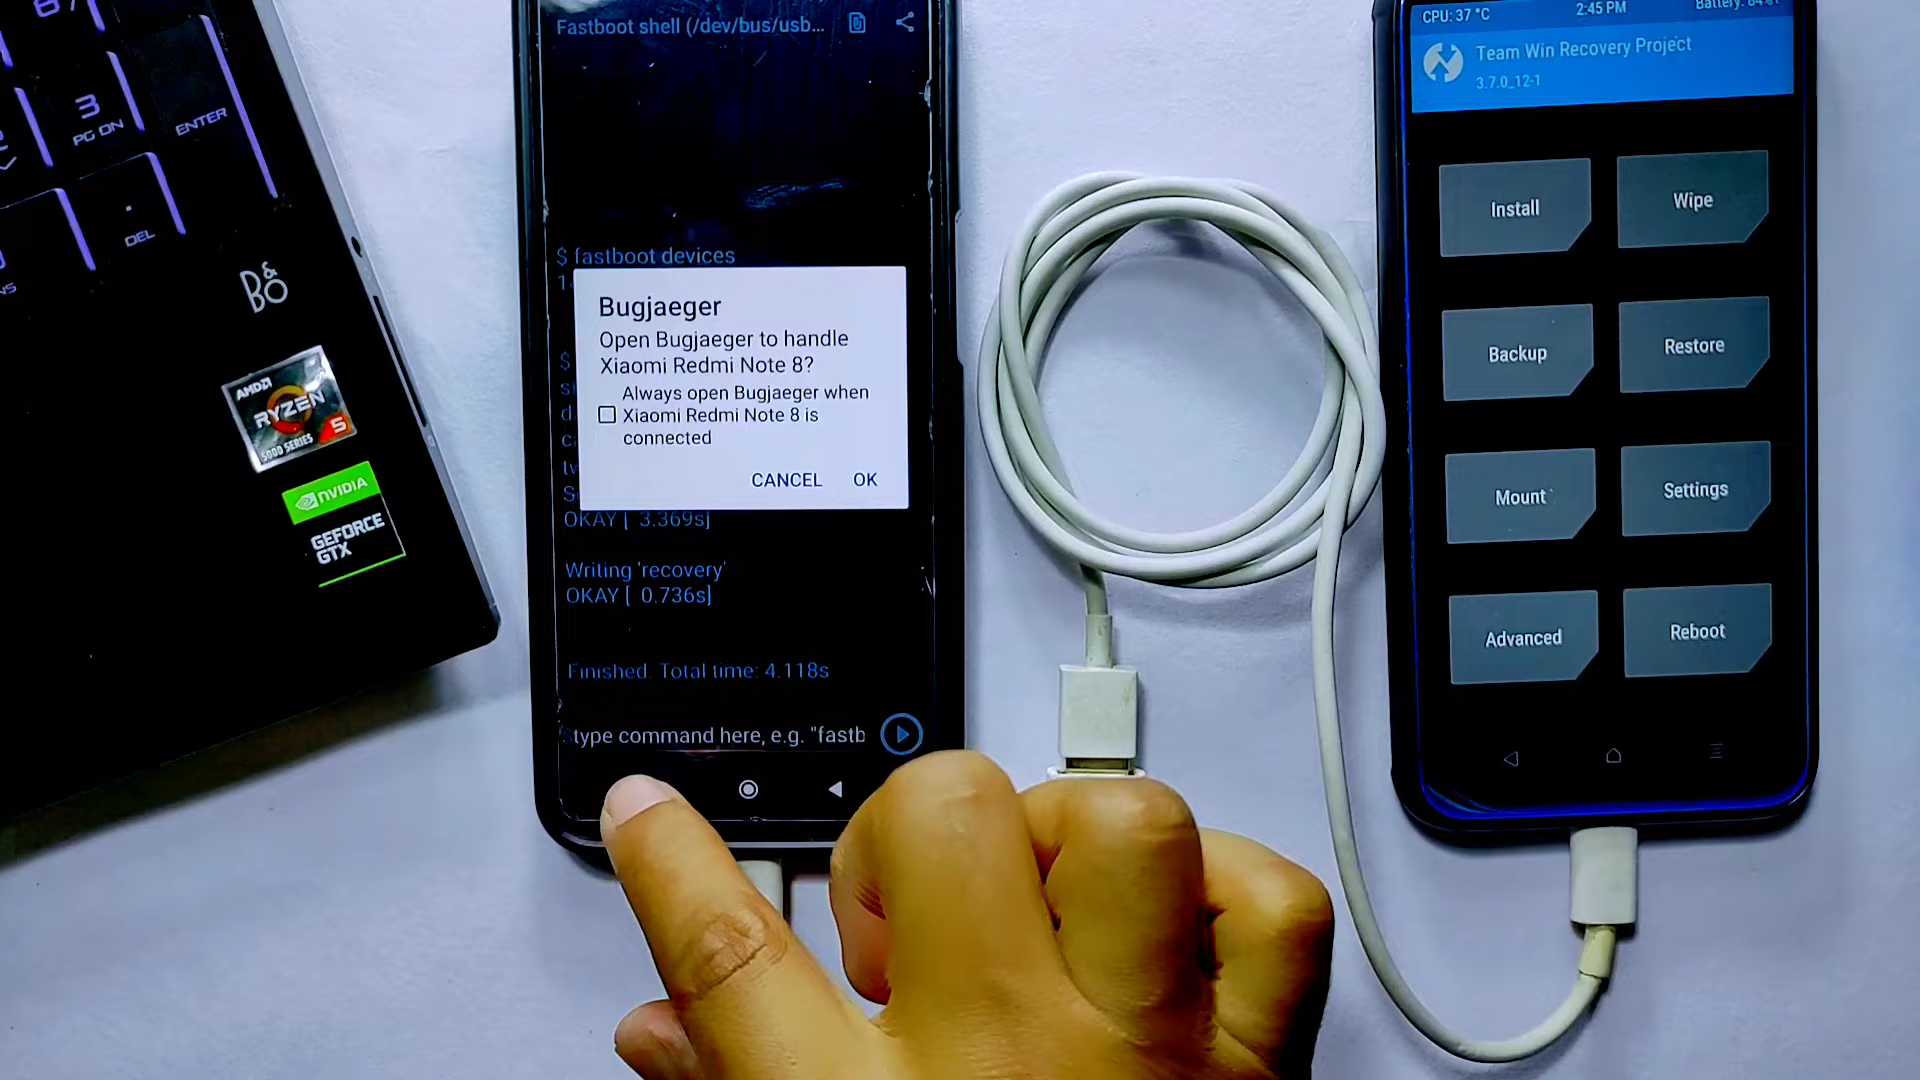 3
PG DN
ENTER
.
DEL
B&O
AMD
RYZEN
5
5000 SERIES
NVIDIA
GEFORCE
GTX
Fastboot shell (/dev/bus/usb...
$ fastboot devices
1
$
s
d
c
tv
S
Bugjaeger
Open Bugjaeger to handle
Xiaomi Redmi Note 8?
Always open Bugjaeger when
Xiaomi Redmi Note 8 is
connected
CANCEL OK
OKAY [ 3.369s]
Writing 'recovery'
OKAY [ 0.736s]
Finished. Total time: 4.118s
type command here, e.g. "fastb
CPU: 37 °C 2:45 PM Battery: 84%
Team Win Recovery Project
3.7.0_12-1
Install Wipe
Backup Restore
Mount Settings
Advanced Reboot